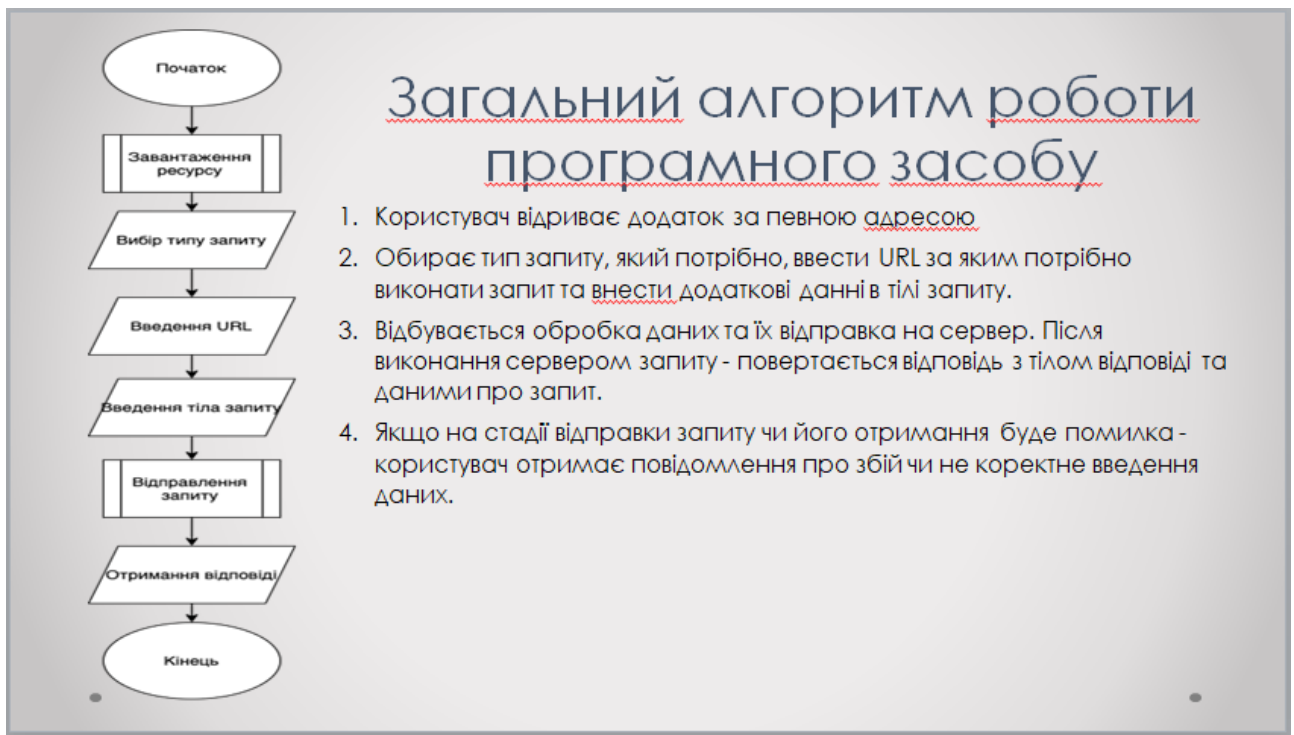 Початок
Завантаження
ресурсу
Вибір типу запиту
Введення URL
Введення тіла запиту
Відправлення
запиту
Отримання відповіді
Кінець
Загальний алгоритм роботи
програмного засобу
1. Користувач відриває додаток за певною адресою
2. Обирає тип запиту, який потрібно, ввести URL за яким потрібно
виконати запит та внести додаткові данні в тілі запиту.
3. Відбувається обробка даних та їх відправка на сервер. Після
виконання сервером запиту - повертається відповідь з тілом відповіді та
даними про запит.
4. Якщо на стадії відправки запиту чи його отримання буде помилка -
користувач отримає повідомлення про збій чи не коректне введення
даних.